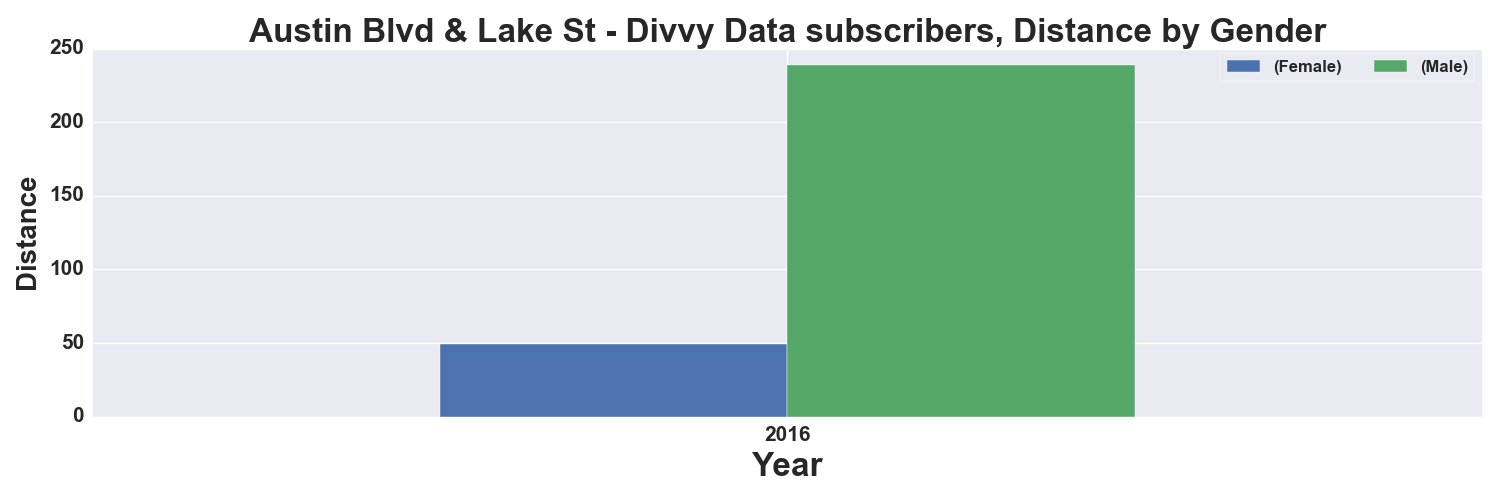 Austin Blvd & Lake St - Divvy Data subscribers, Distance by Gender
(Female) (Male)
Distance
250
200
150
100
50
0
2016
Year